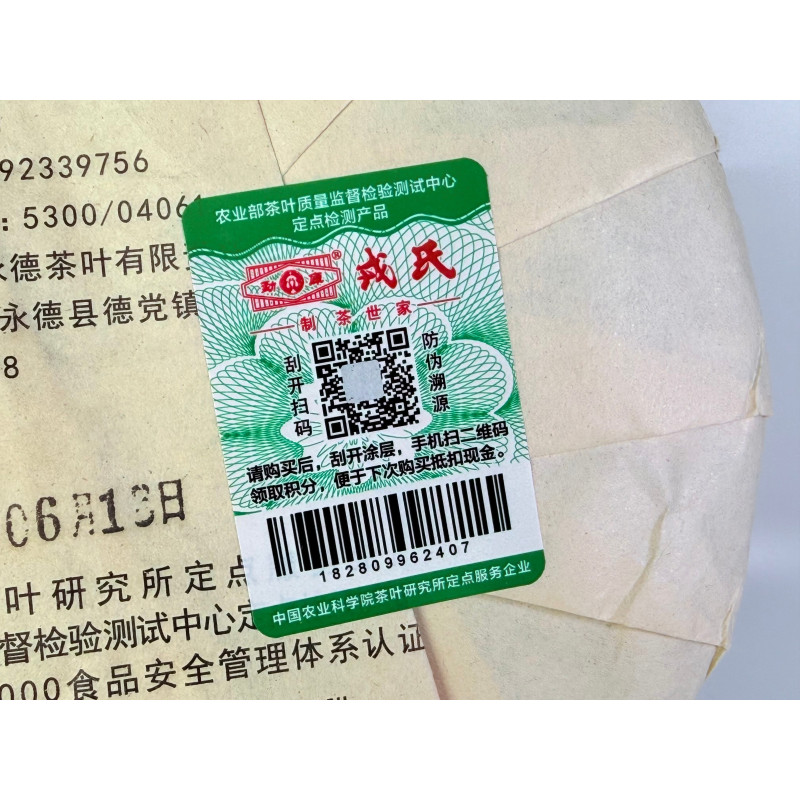 92339756
: 5300/0406
永德茶叶有限
永德县德党镇
8
06月13日
叶研究所定点
督检验测试中心定
000食品安全管理体系认证
农业部茶叶质量监督检验测试中心
定点检测产品
勐库®
戎氏
制茶世家
刮开扫码
防伪溯源
请购买后，刮开涂层，手机扫二维码
领取积分，便于下次购买抵扣现金。
182809962407
中国农业科学院茶叶研究所定点服务企业